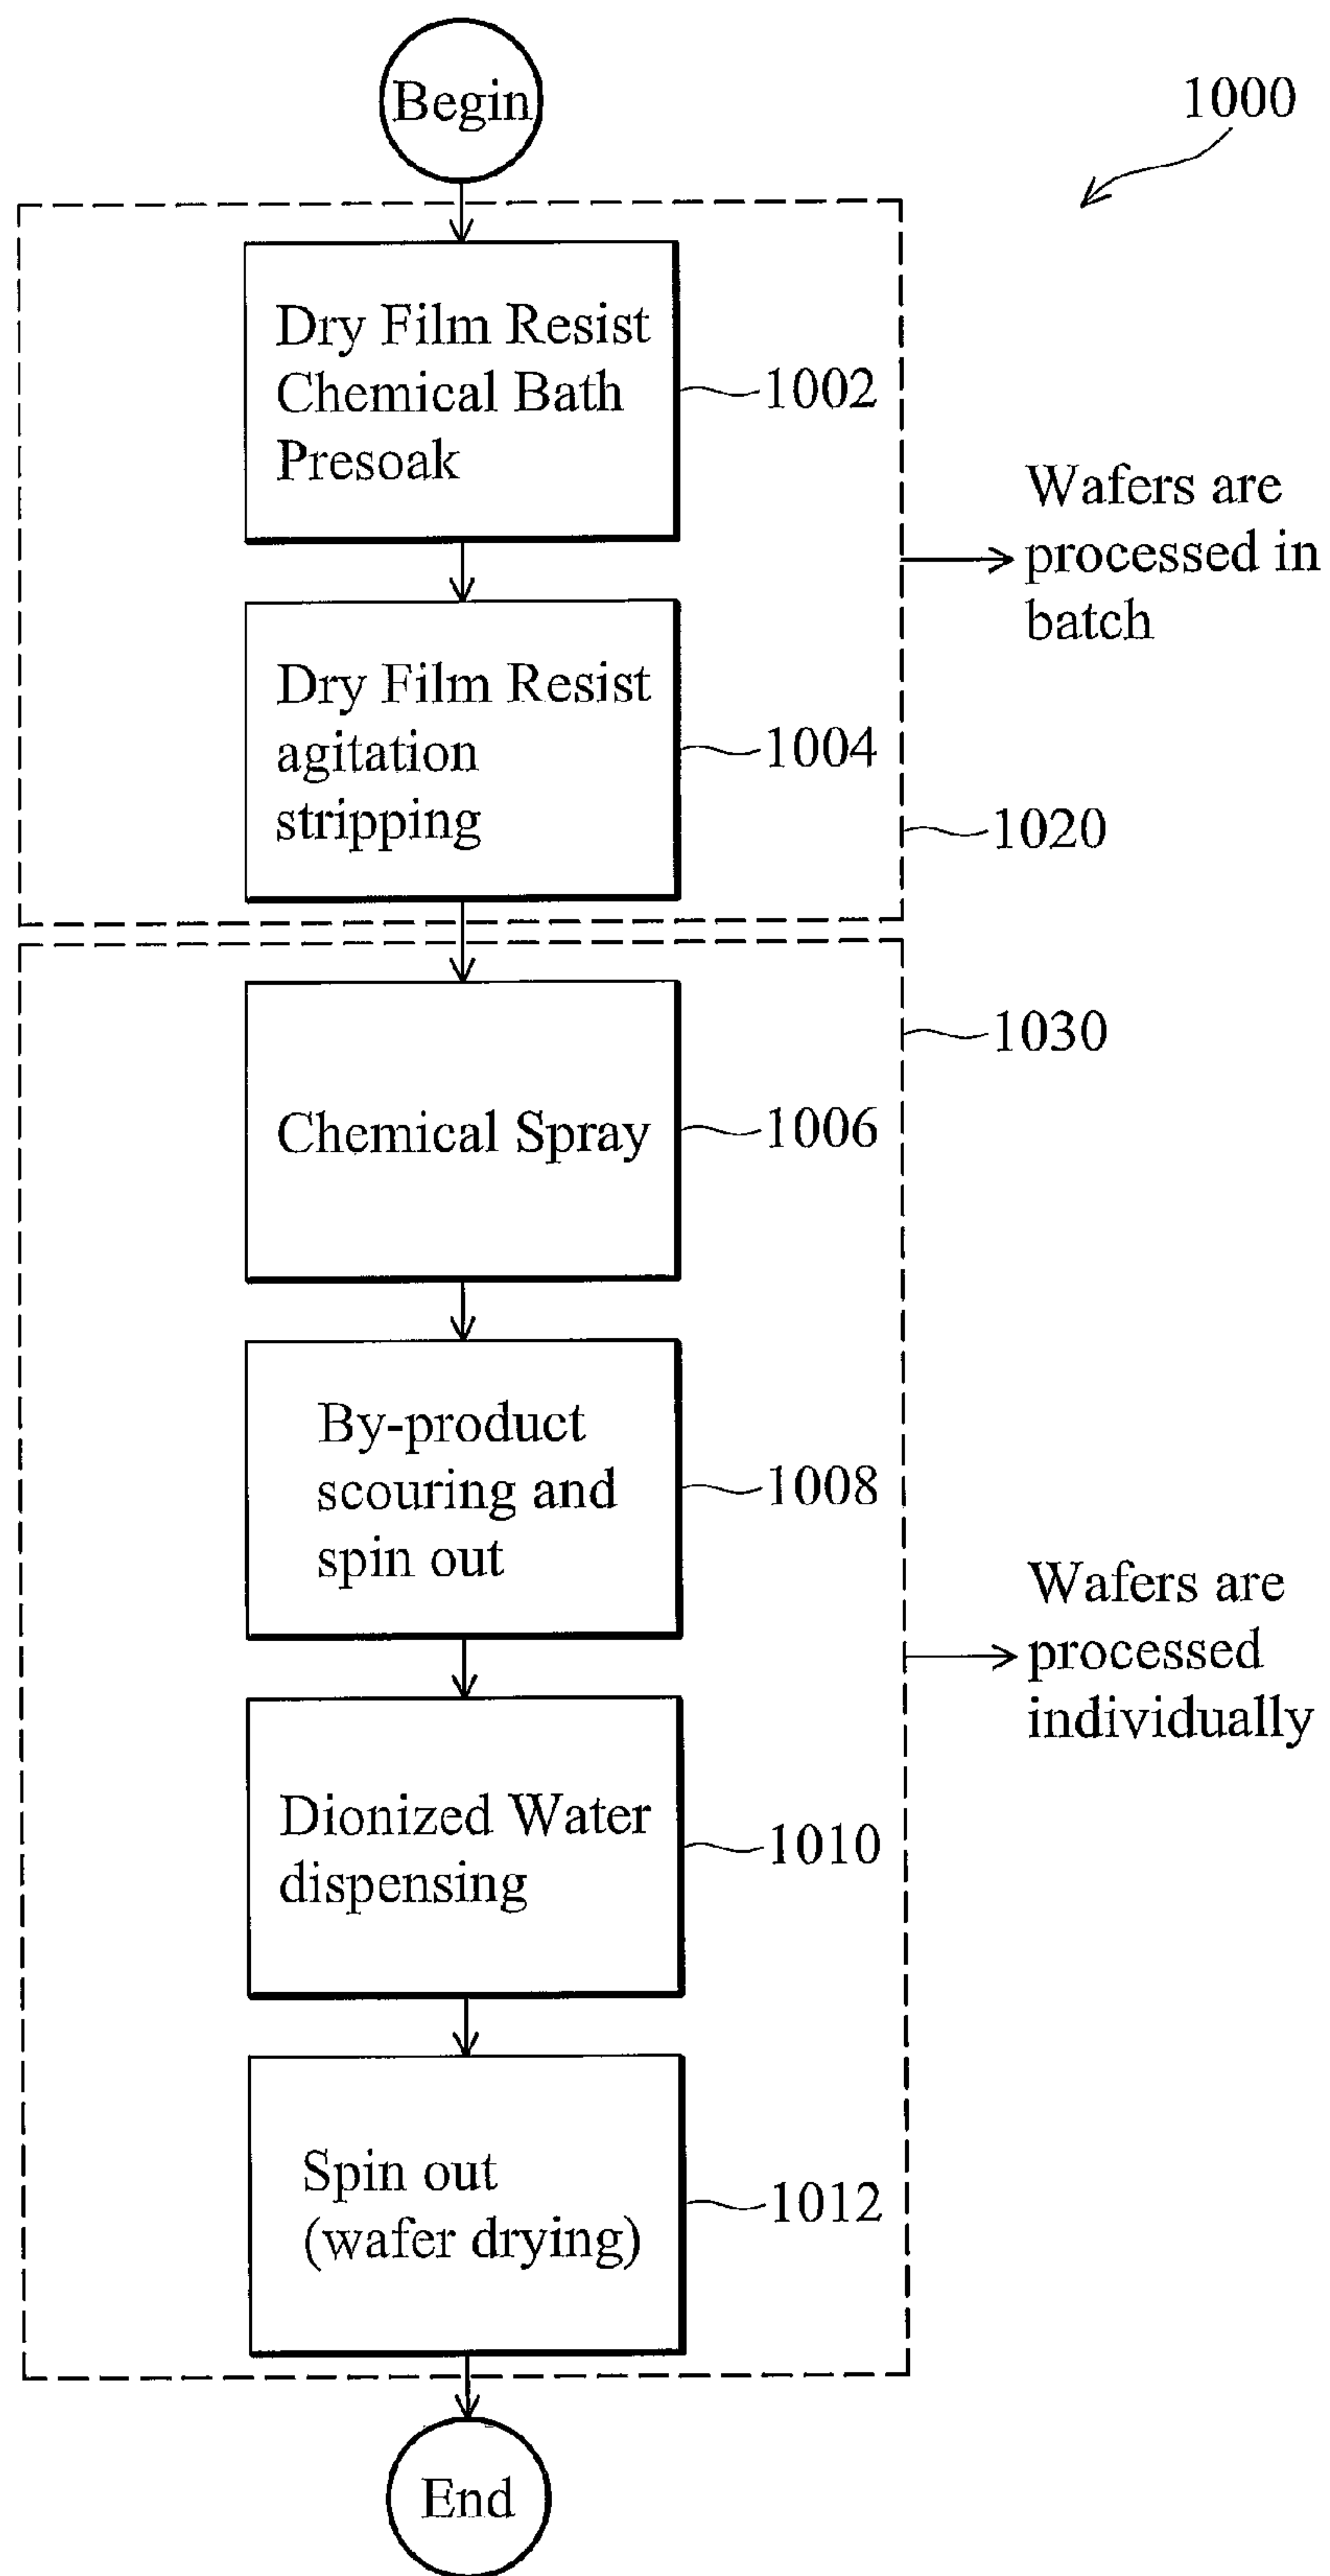 Begin
1000
Dry Film Resist
Chemical Bath
Presoak
1002
Wafers are
processed in
batch
Dry Film Resist
agitation
stripping
1004
1020
1030
Chemical Spray
1006
By-product
scouring and
spin out
1008
Wafers are
processed
individually
Dionized Water
dispensing
1010
Spin out
(wafer drying)
1012
End